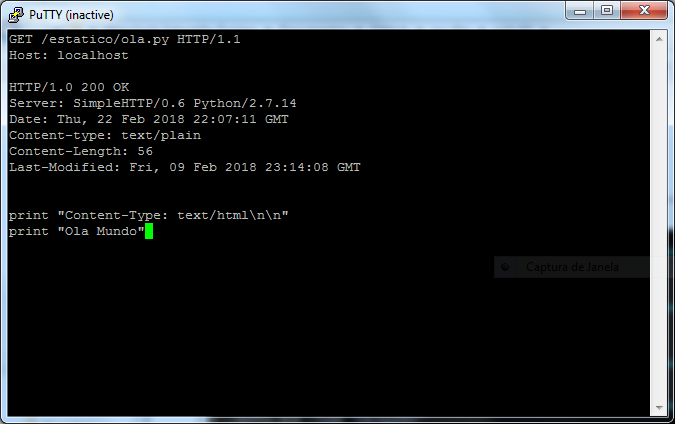 PuTTY (inactive)
GET /estatico/ola.py HTTP/1.1
Host: localhost
HTTP/1.0 200 OK
Server: SimpleHTTP/0.6 Python/2.7.14
Date: Thu, 22 Feb 2018 22:07:11 GMT
Content-type: text/plain
Content-Length: 56
Last-Modified: Fri, 09 Feb 2018 23:14:08 GMT
print "Content-Type: text/html\n\n"
print "Ola Mundo"
Captura de Janela